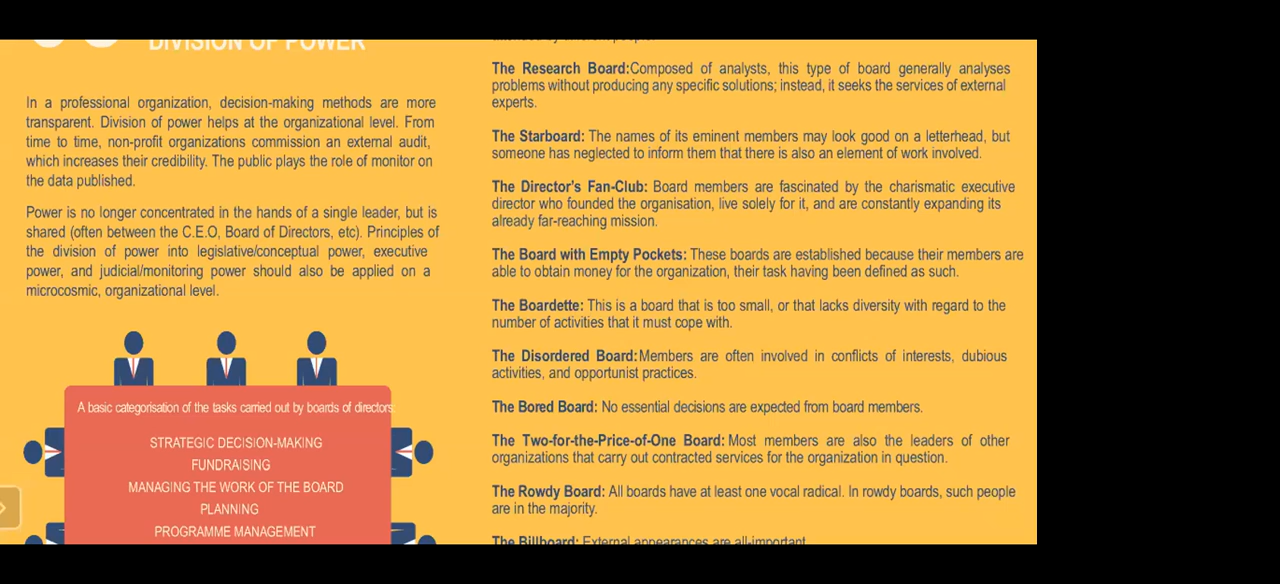 DIVISION OF POWER
In a professional organization, decision-making methods are more
transparent. Division of power helps at the organizational level. From
time to time, non-profit organizations commission an external audit,
which increases their credibility. The public plays the role of monitor on
the data published.
Power is no longer concentrated in the hands of a single leader, but is
shared (often between the C.E.O, Board of Directors, etc). Principles of
the division of power into legislative/conceptual power, executive
power, and judicial/monitoring power should also be applied on a
microcosmic, organizational level.
A basic categorisation of the tasks carried out by boards of directors:
STRATEGIC DECISION-MAKING
FUNDRAISING
MANAGING THE WORK OF THE BOARD
PLANNING
PROGRAMME MANAGEMENT
The Research Board:Composed of analysts, this type of board generally analyses
problems without producing any specific solutions; instead, it seeks the services of external
experts.
The Starboard: The names of its eminent members may look good on a letterhead, but
someone has neglected to inform them that there is also an element of work involved.
The Director's Fan-Club: Board members are fascinated by the charismatic executive
director who founded the organisation, live solely for it, and are constantly expanding its
already far-reaching mission.
The Board with Empty Pockets: These boards are established because their members are
able to obtain money for the organization, their task having been defined as such.
The Boardette: This is a board that is too small, or that lacks diversity with regard to the
number of activities that it must cope with.
The Disordered Board:Members are often involved in conflicts of interests, dubious
activities, and opportunist practices.
The Bored Board: No essential decisions are expected from board members.
The Two-for-the-Price-of-One Board: Most members are also the leaders of other
organizations that carry out contracted services for the organization in question.
The Rowdy Board: All boards have at least one vocal radical. In rowdy boards, such people
are in the majority.
The Billboard: External appearances are all-important.